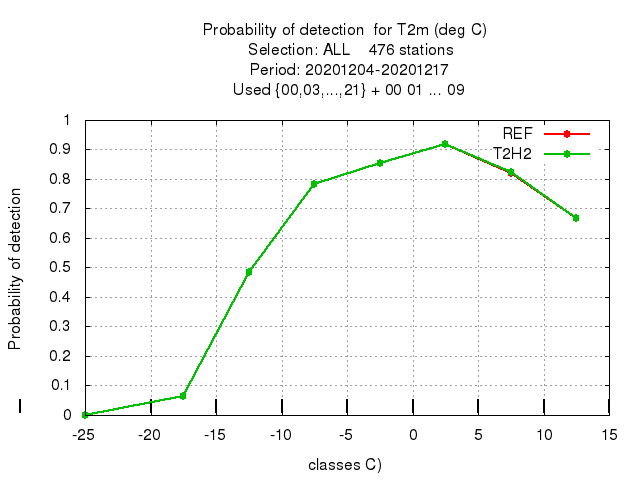 Probability of detection  for T2m (deg C)
Selection: ALL    476 stations
Period: 20201204-20201217
Used {00,03,...,21} + 00 01 ... 09
REF
T2H2
Probability of detection
1
0.9
0.8
0.7
0.6
0.5
0.4
0.3
0.2
0.1
0
-25 -20 -15 -10 -5 0 5 10 15
classes C)